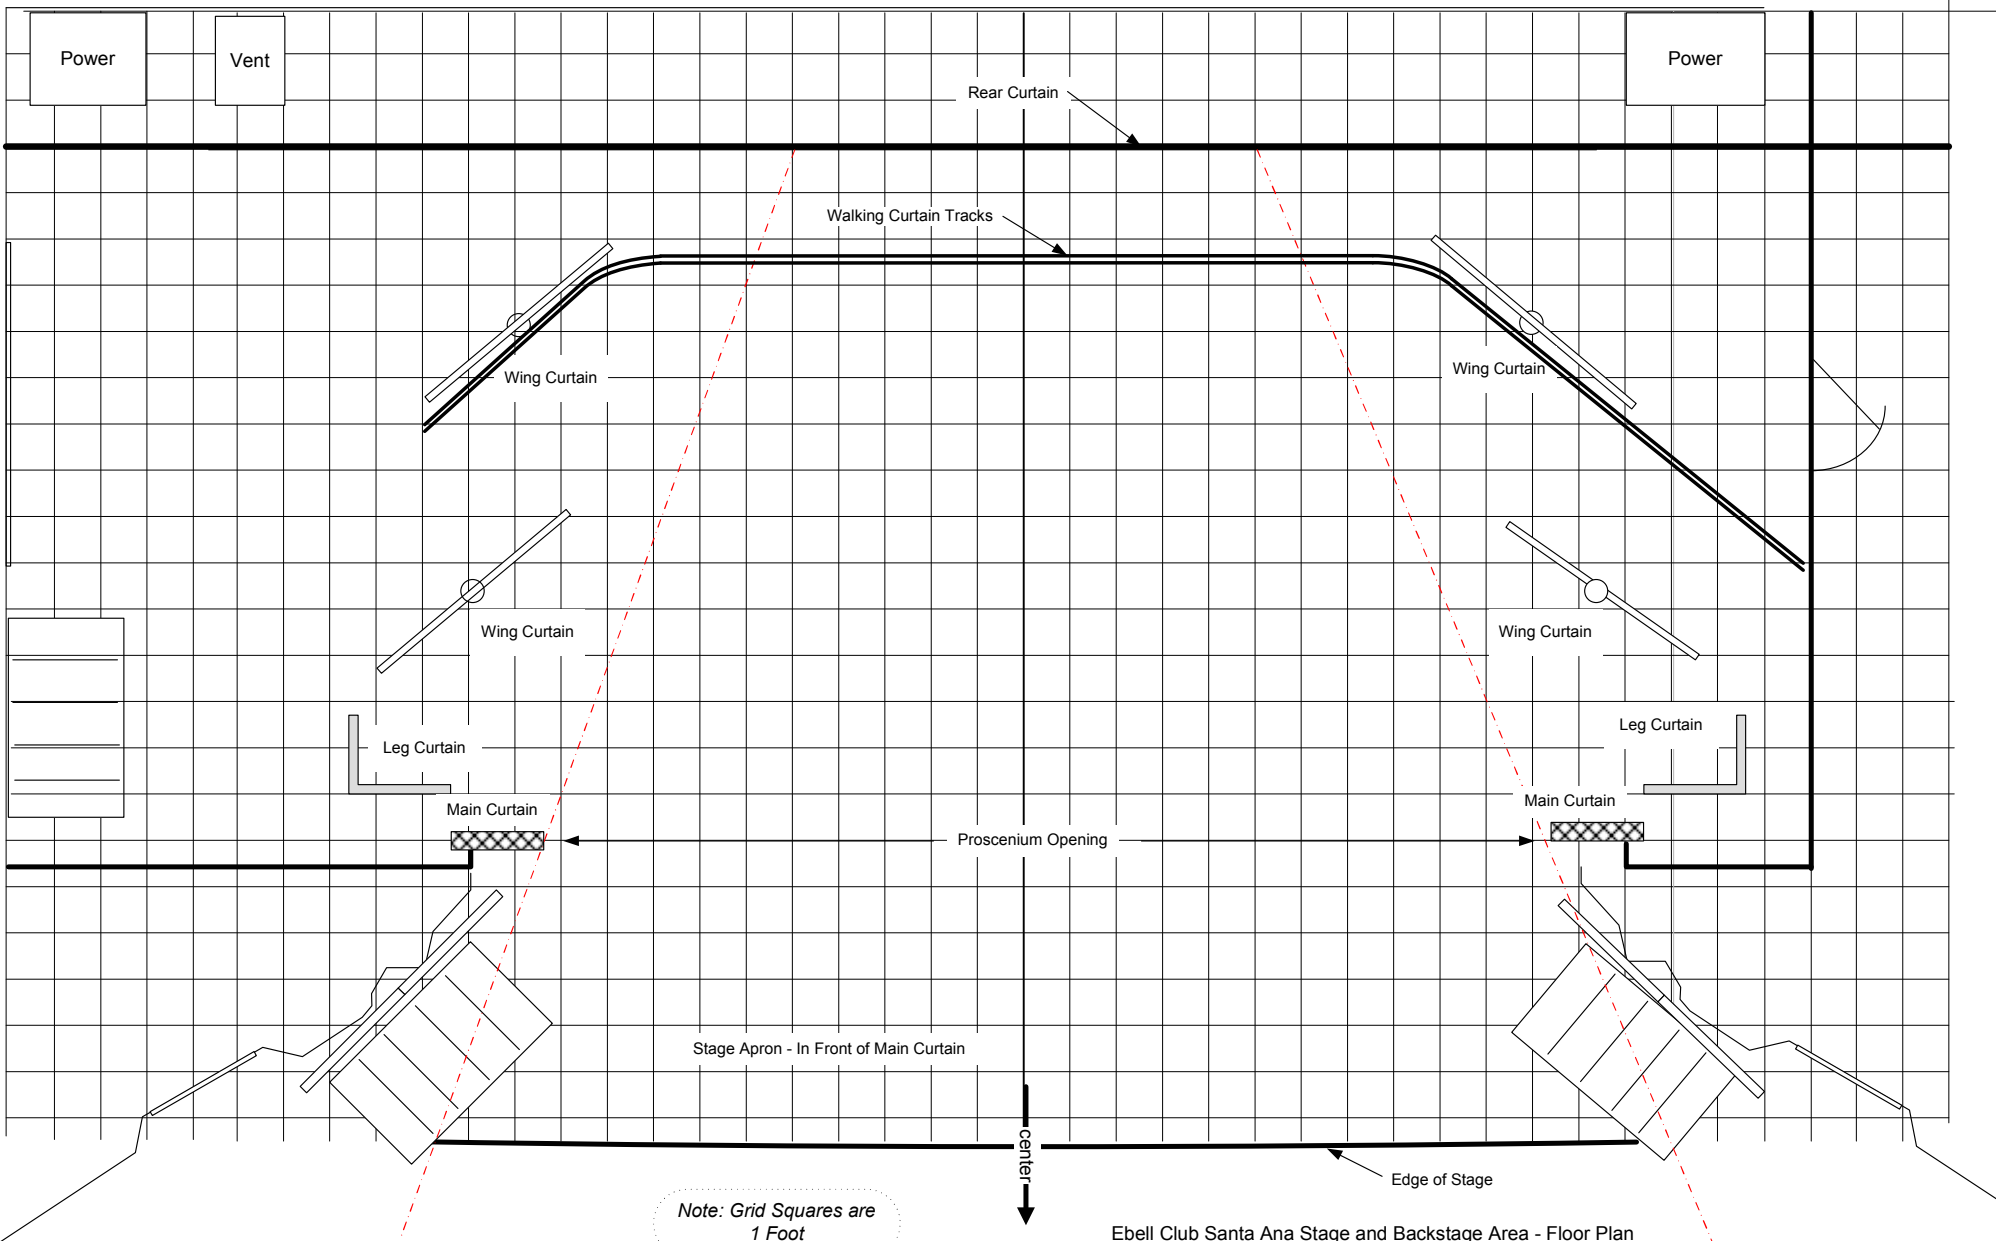 Power
Vent
Power
Rear Curtain
Walking Curtain Tracks
Wing Curtain
Wing Curtain
Wing Curtain
Wing Curtain
Leg Curtain
Leg Curtain
Main Curtain
Main Curtain
Proscenium Opening
Stage Apron - In Front of Main Curtain
center
Edge of Stage
Note: Grid Squares are
1 Foot
Ebell Club Santa Ana Stage and Backstage Area - Floor Plan